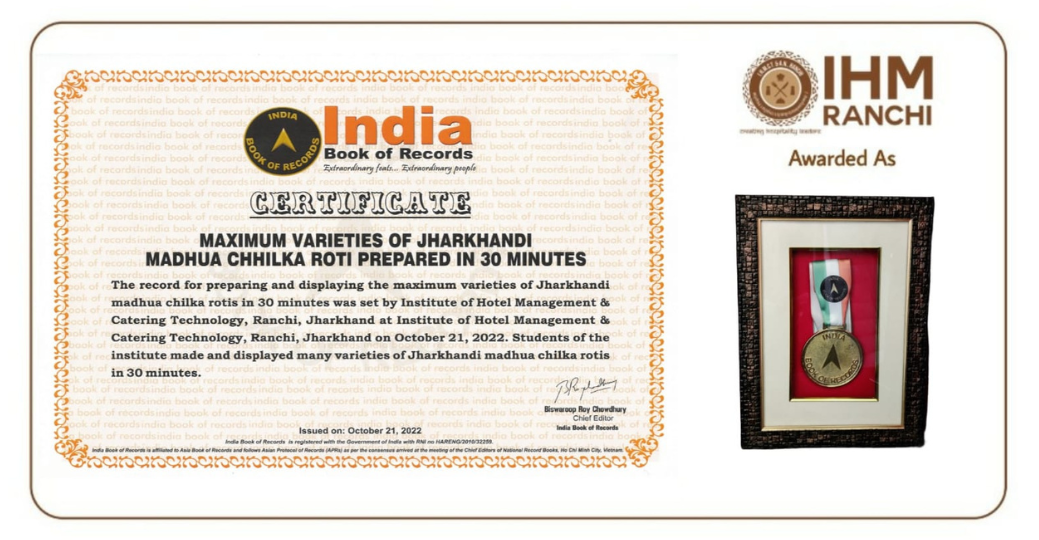 INDIA
BOOK OF RECORDS
India
Book of Records
Extraordinary feats... Extraordinary people
CERTIFICATE
MAXIMUM VARIETIES OF JHARKHANDI
MADHUA CHHILKA ROTI PREPARED IN 30 MINUTES
The record for preparing and displaying the maximum varieties of Jharkhandi
madhua chilka rotis in 30 minutes was set by Institute of Hotel Management &
Catering Technology, Ranchi, Jharkhand at Institute of Hotel Management &
Catering Technology, Ranchi, Jharkhand on October 21, 2022. Students of the
institute made and displayed many varieties of Jharkhandi madhua chilka rotis
in 30 minutes.
Biswaroop Roy Chowdhury
Chief Editor
India Book of Records
Issued on: October 21, 2022
India Book of Records is registered with the Government of India with RNI no HARENG/2010/32259.
India Book of Records is affiliated to Asia Book of Records and follows Asian Protocol of Records (APRs) as per the consensus arrived at the meeting of the Chief Editors of National Record Books, Ho Chi Minh City, Vietnam.
IHM
RANCHI
creating hospitality leaders
Awarded As
INDIA
BOOK OF RECORDS